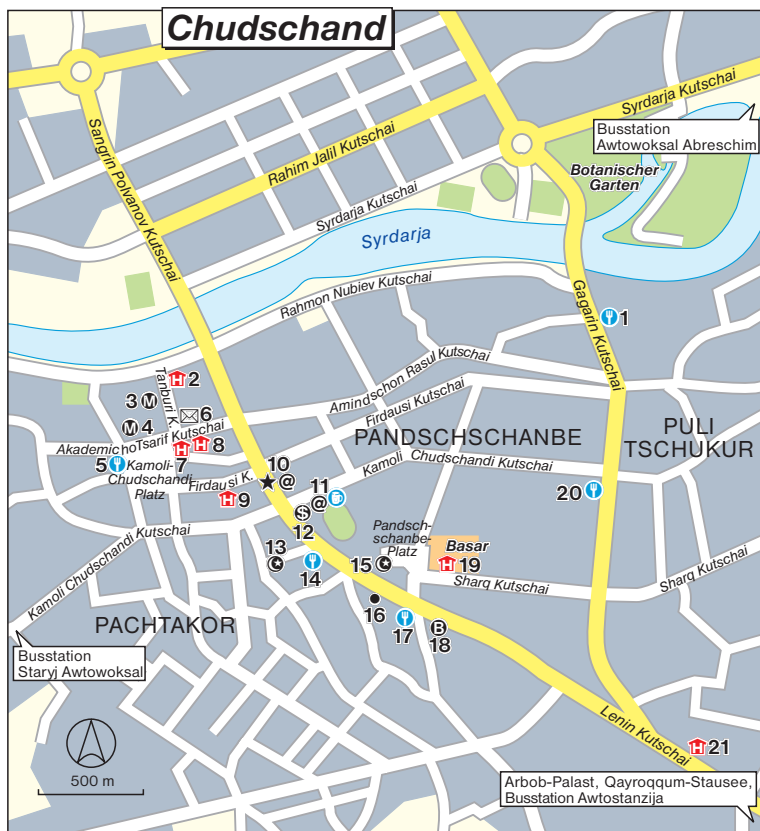 Chudschand
Syrdarja Kutschai
Busstation
Awtowoksal Abreschim
Sangrin Polvanov Kutschai
Rahim Jalil Kutschai
Botanischer
Garten
Syrdarja Kutschai
Syrdarja
Rahmon Nubiev Kutschai
Gagarin Kutschai
1
Amindschon Rasul Kutschai
Tanburi K.
H 2
3 M
6
M 4
Firdausi Kutschai
Akademicho Tsarif Kutschai
H 8
PANDSCHSCHANBE
PULI
TSCHUKUR
5
Kamoli-
Chudschandi
Platz
H
7
Firdausi K.
10
@
11
@
Kamoli Chudschandi Kutschai
H 9
S
12
20
Kamoli Chudschandi Kutschai
13
14
Pandsch-
schanbe-
Platz
15
Basar
H 19
Sharq Kutschai
Sharq Kutschai
16
17
B
18
PACHTAKOR
Busstation
Staryj Awtowoksal
Lenin Kutschai
H 21
500 m
Arbob-Palast, Qayroqqum-Stausee,
Busstation Awtostanzija